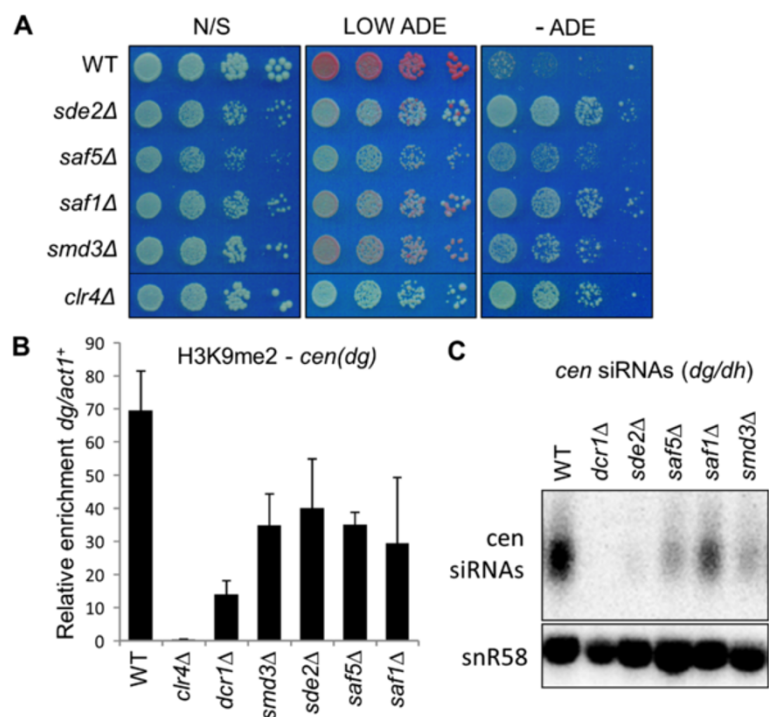 A
N/S LOW ADE - ADE
WT
sde2Δ
saf5Δ
saf1Δ
smd3Δ
clr4Δ
B
H3K9me2 - cen(dg)
Relative enrichment dg/act1+
90
80
70
60
50
40
30
20
10
0
WT
clr4Δ
dcr1Δ
smd3Δ
sde2Δ
saf5Δ
saf1Δ
C
cen siRNAs (dg/dh)
WT
dcr1Δ
sde2Δ
saf5Δ
saf1Δ
smd3Δ
cen
siRNAs
snR58